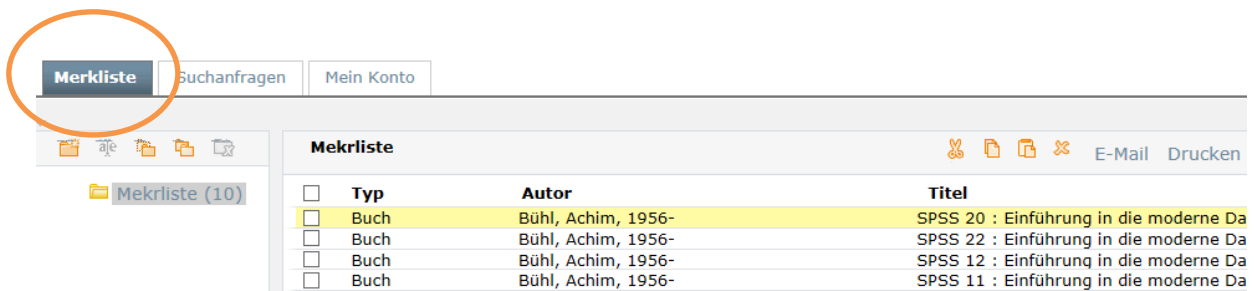 Merkliste Suchanfragen Mein Konto
Mekrliste E-Mail Drucken
Mekrliste (10)
Typ Autor Titel
Buch Bühl, Achim, 1956- SPSS 20 : Einführung in die moderne Da
Buch Bühl, Achim, 1956- SPSS 22 : Einführung in die moderne Da
Buch Bühl, Achim, 1956- SPSS 12 : Einführung in die moderne Da
Buch Bühl, Achim, 1956- SPSS 11 : Einführung in die moderne Da